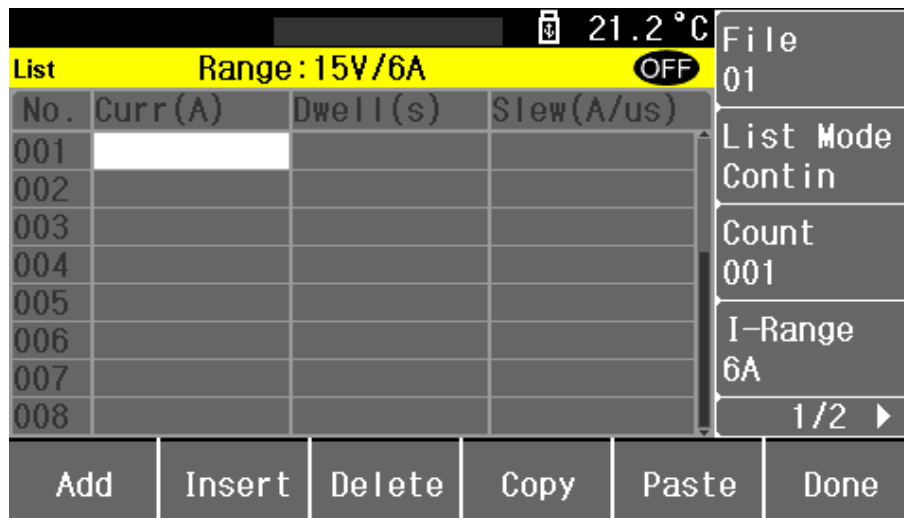 21.2°C
List Range:15V/6A OFF
No. Curr(A) Dwell(s) Slew(A/us)
001
002
003
004
005
006
007
008
File
01
List Mode
Contin
Count
001
I-Range
6A
1/2
Add Insert Delete Copy Paste Done